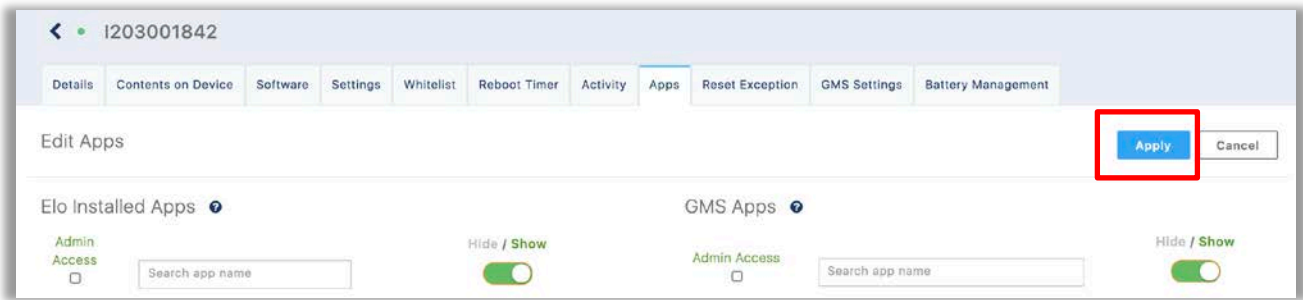 I203001842
Details Contents on Device Software Settings Whitelist Reboot Timer Activity Apps Reset Exception GMS Settings Battery Management
Edit Apps Apply Cancel
Elo Installed Apps GMS Apps
Admin Access Search app name Hide / Show
Admin Access Search app name Hide / Show